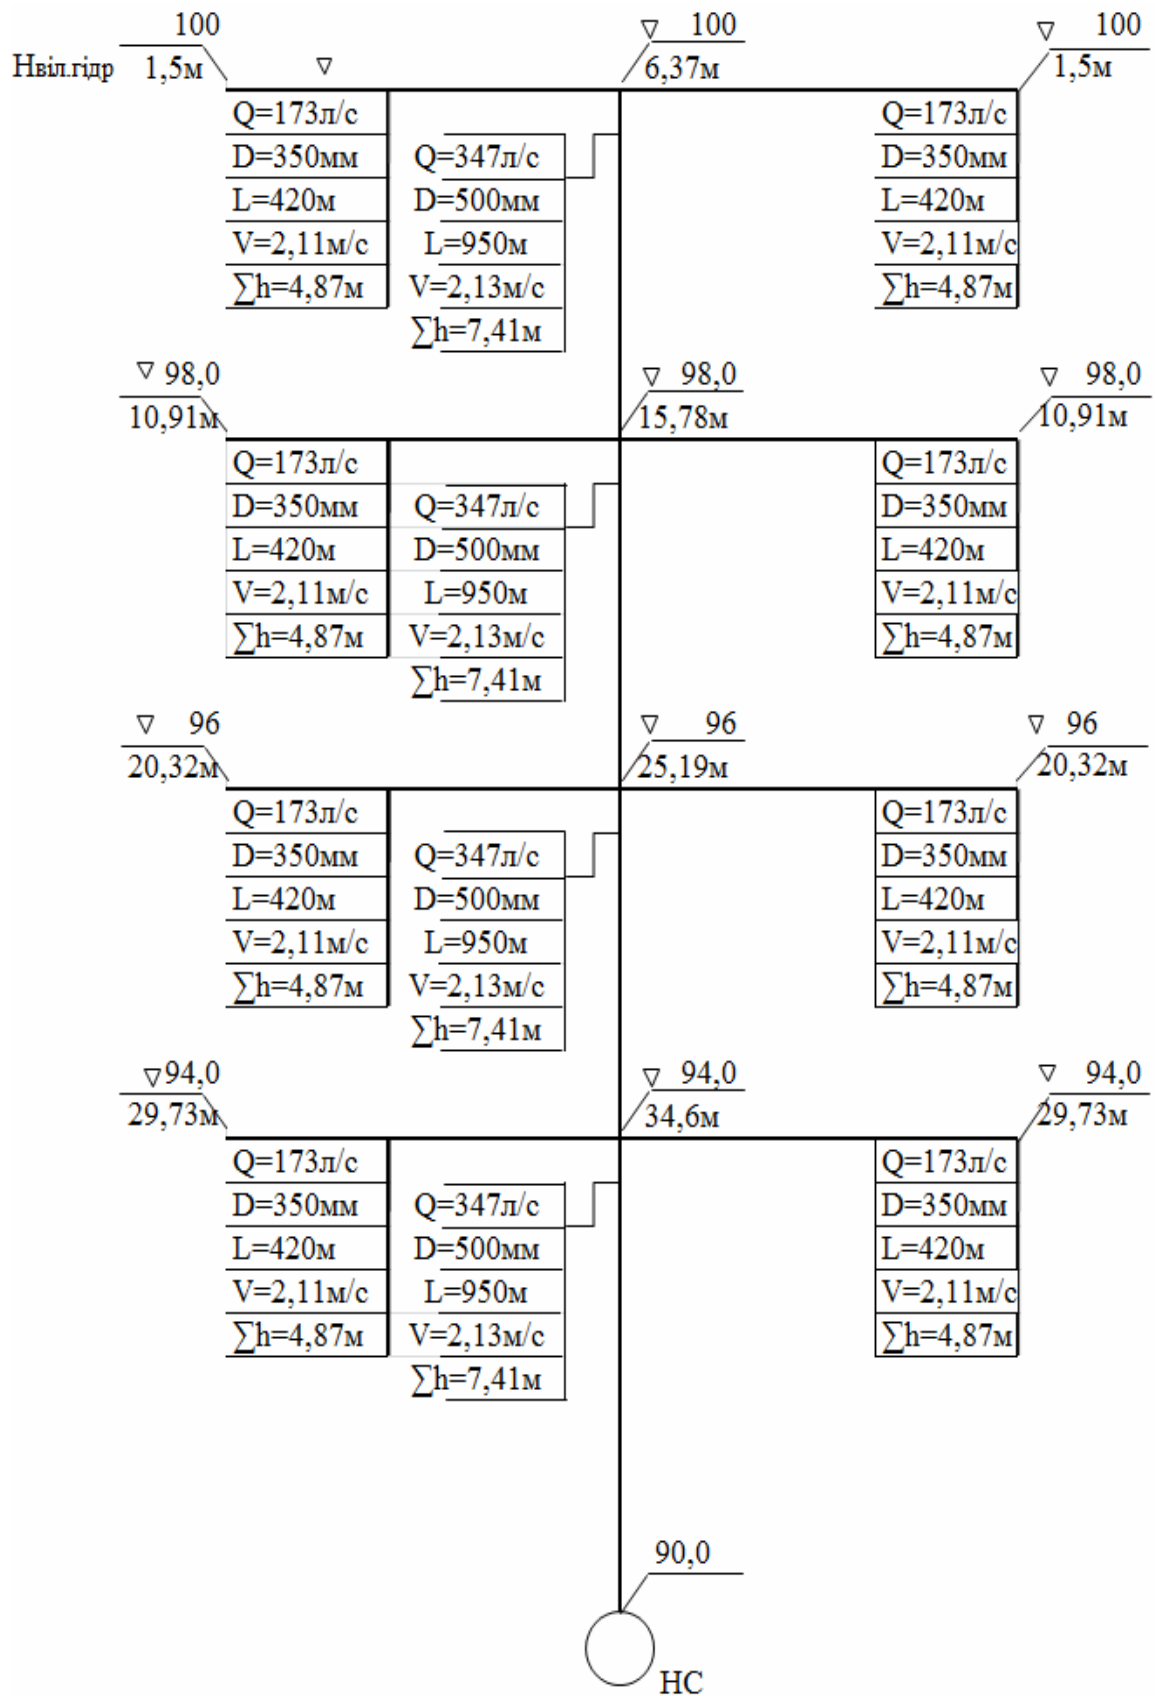 100
▽ 100
▽ 100
Hвіл.гідр 1,5м ▽ 6,37м 1,5м
Q=173л/с
D=350мм
L=420м
V=2,11м/с
∑h=4,87м
Q=347л/с
D=500мм
L=950м
V=2,13м/с
∑h=7,41м
Q=173л/с
D=350мм
L=420м
V=2,11м/с
∑h=4,87м
▽ 98,0
10,91м
▽ 98,0
15,78м
▽ 98,0
10,91м
Q=173л/с
D=350мм
L=420м
V=2,11м/с
∑h=4,87м
Q=347л/с
D=500мм
L=950м
V=2,13м/с
∑h=7,41м
Q=173л/с
D=350мм
L=420м
V=2,11м/с
∑h=4,87м
▽ 96
20,32м
▽ 96
25,19м
▽ 96
20,32м
Q=173л/с
D=350мм
L=420м
V=2,11м/с
∑h=4,87м
Q=347л/с
D=500мм
L=950м
V=2,13м/с
∑h=7,41м
Q=173л/с
D=350мм
L=420м
V=2,11м/с
∑h=4,87м
▽94,0
29,73м
▽ 94,0
34,6м
▽ 94,0
29,73м
Q=173л/с
D=350мм
L=420м
V=2,11м/с
∑h=4,87м
Q=347л/с
D=500мм
L=950м
V=2,13м/с
∑h=7,41м
Q=173л/с
D=350мм
L=420м
V=2,11м/с
∑h=4,87м
90,0
НС